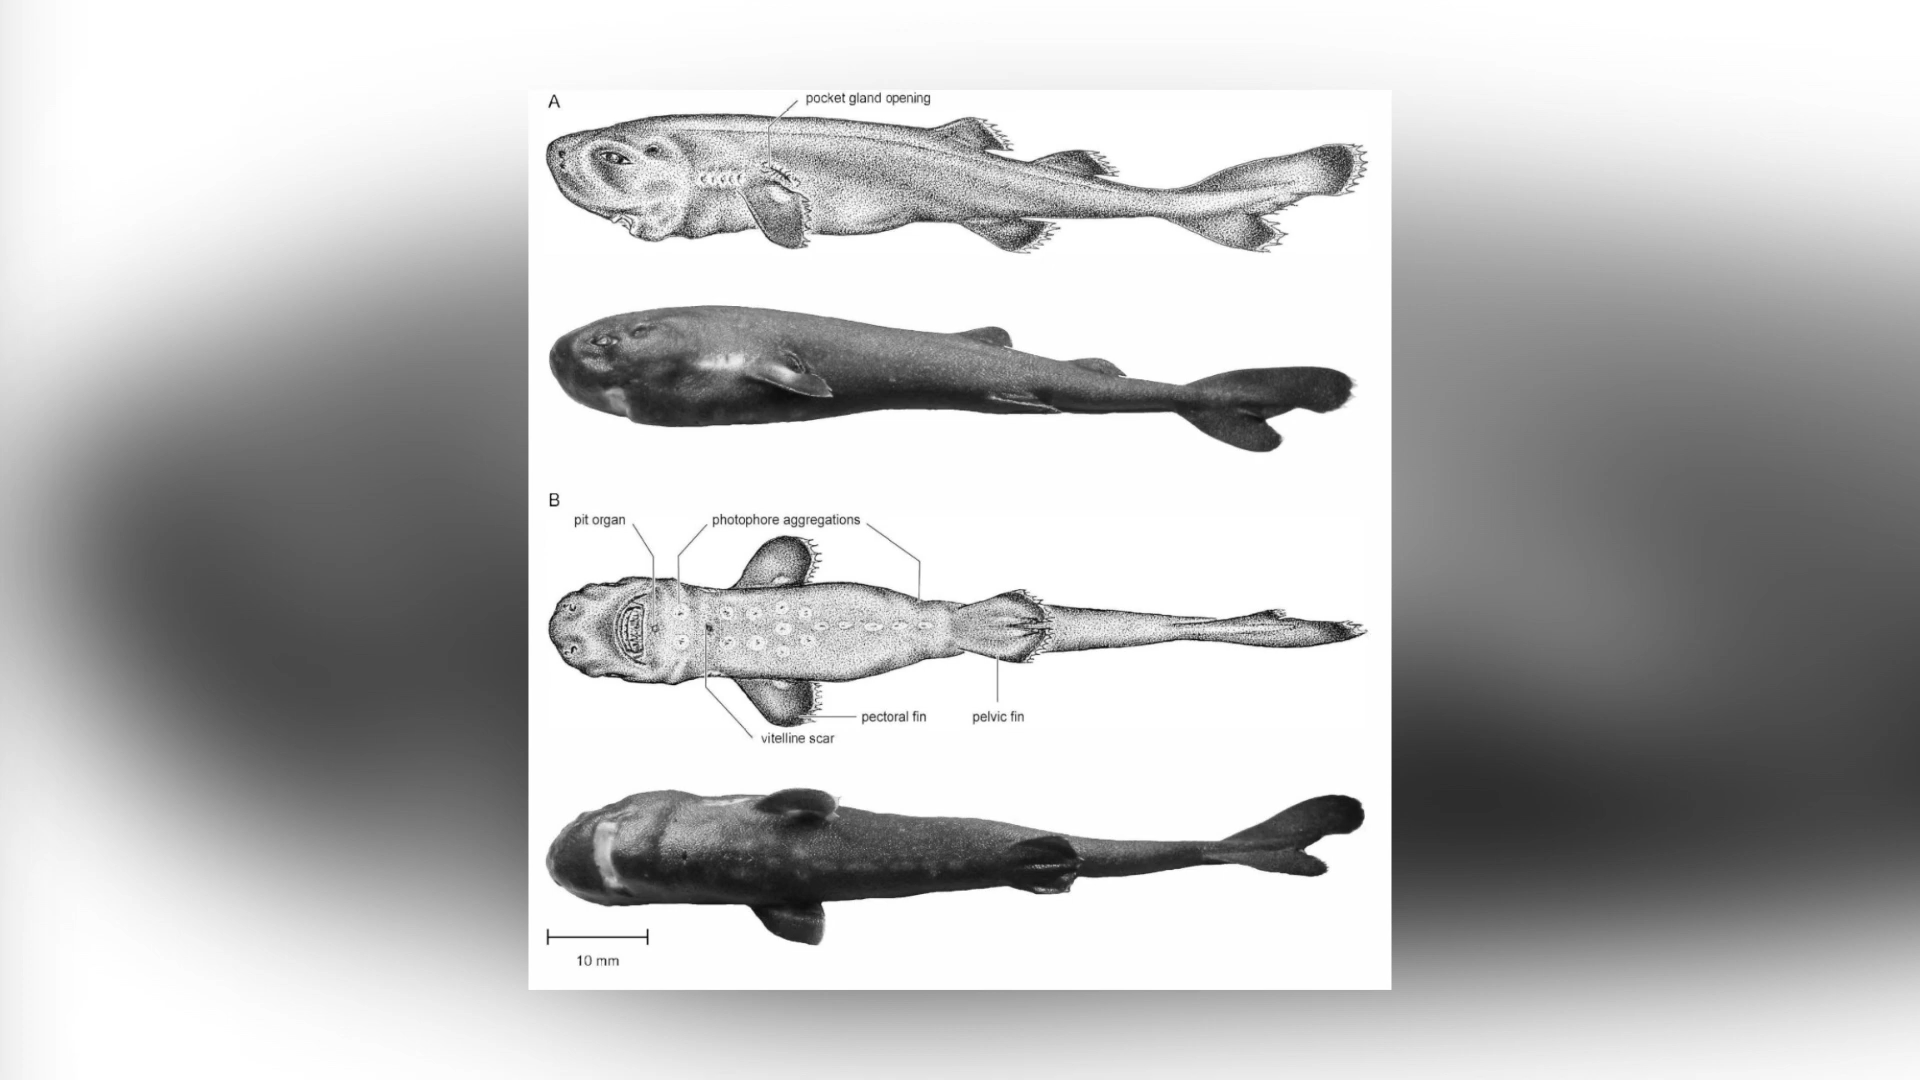 A
pocket gland opening
B
pit organ
photophore aggregations
pectoral fin
pelvic fin
vitelline scar
10 mm